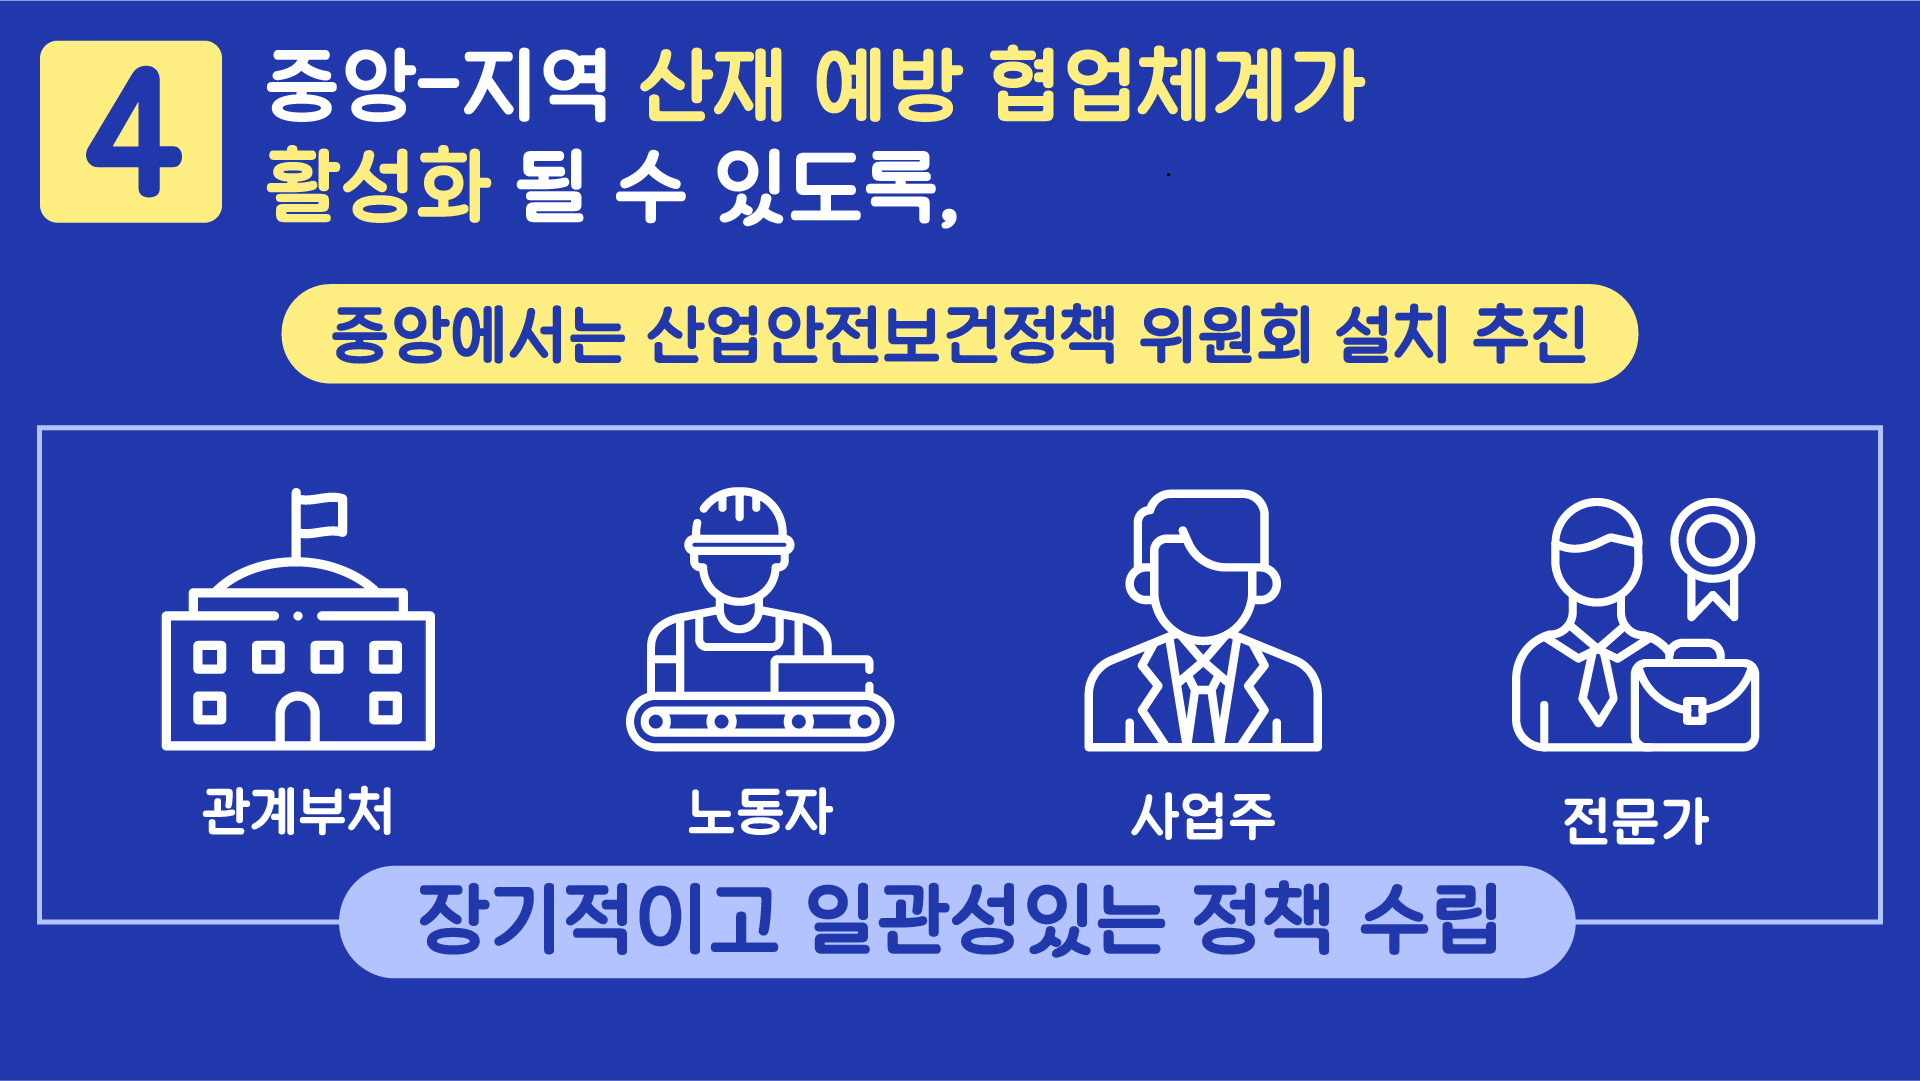 4
중앙-지역 산재 예방 협업체계가
활성화 될 수 있도록,
중앙에서는 산업안전보건정책 위원회 설치 추진
관계부처
노동자
사업주
전문가
장기적이고 일관성있는 정책 수립